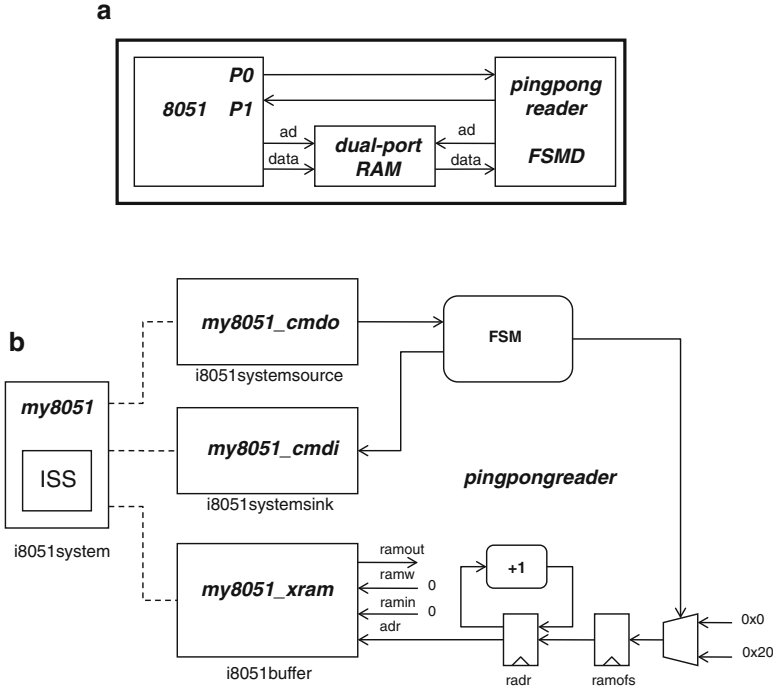 a
P0
8051 P1
pingpong
reader
FSMD
ad
data
dual-port
RAM
ad
data
b
my8051_cmdo
i8051systemsource
FSM
my8051
ISS
i8051system
my8051_cmdi
i8051systemsink
pingpongreader
my8051_xram
i8051buffer
ramout
ramw
0
ramin
0
adr
+1
radr
ramofs
0x0
0x20